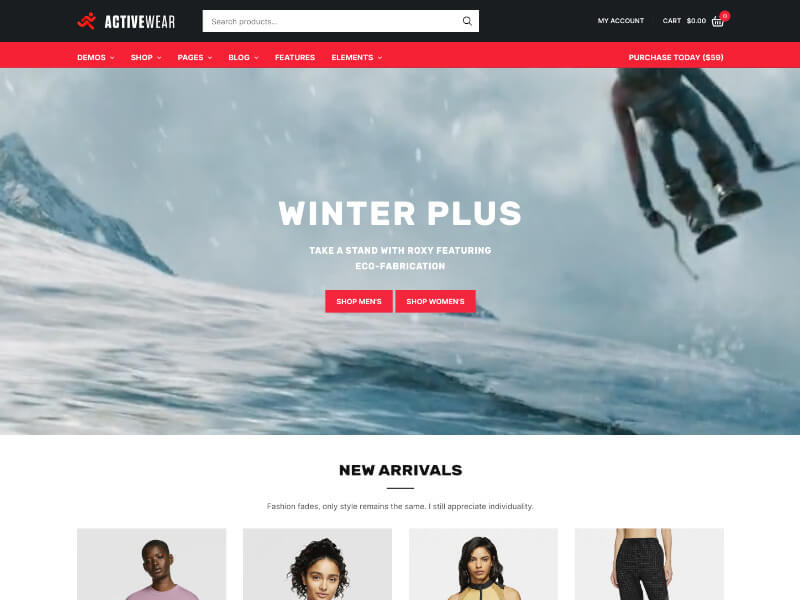 ACTIVEWEAR
Search products...
MY ACCOUNT
CART $0.00
0
DEMOS
SHOP
PAGES
BLOG
FEATURES
ELEMENTS
PURCHASE TODAY ($59)
WINTER PLUS
TAKE A STAND WITH ROXY FEATURING
ECO-FABRICATION
SHOP MEN'S
SHOP WOMEN'S
NEW ARRIVALS
Fashion fades, only style remains the same. I still appreciate individuality.